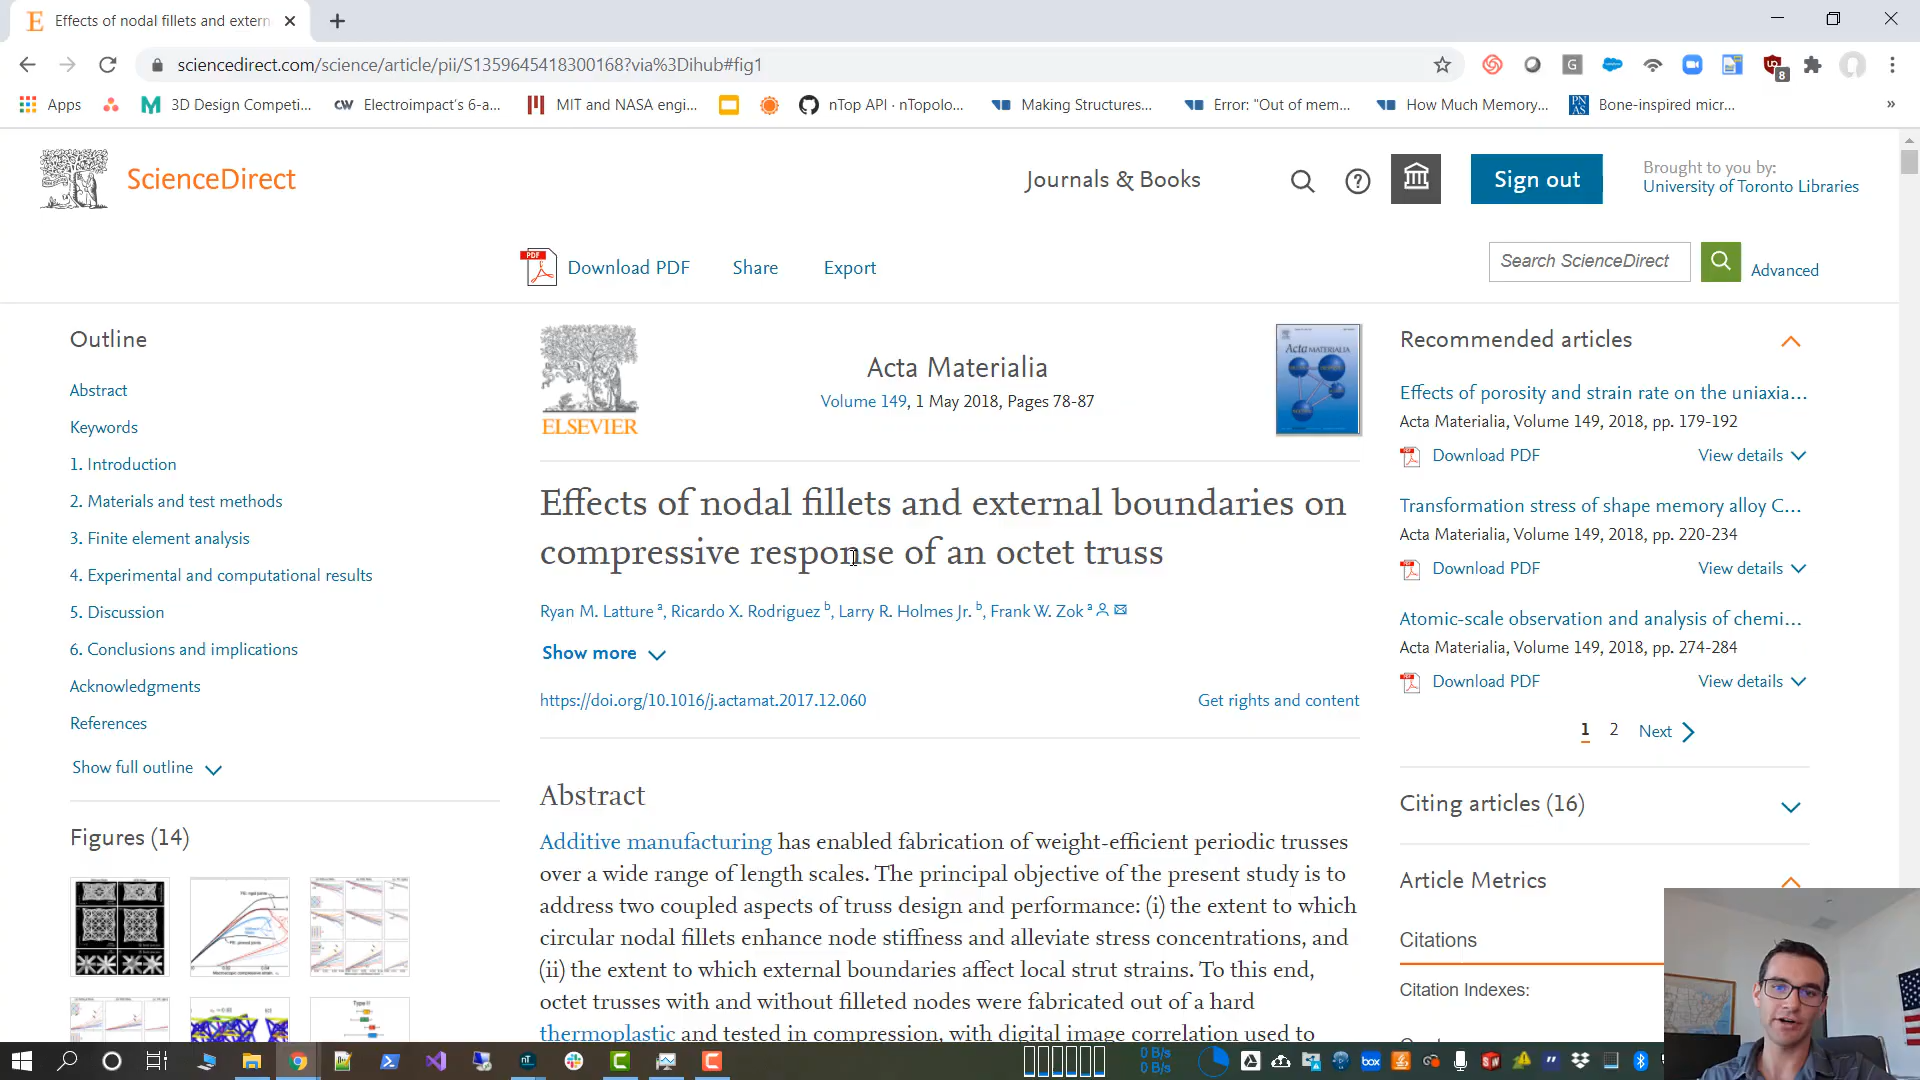 Effects of nodal fillets and extern
sciencedirect.com/science/article/pii/S1359645418300168?via%3Dihub#fig1
8
Apps
3D Design Competi...
CW Electroimpact's 6-a...
MIT and NASA engi...
nTop API · nTopolo...
Making Structures...
Error: "Out of mem...
How Much Memory...
Bone-inspired micr...
»
ScienceDirect
Journals & Books
Sign out
Brought to you by:
University of Toronto Libraries
PDF
Download PDF
Share
Export
Search ScienceDirect
Advanced
Outline
Abstract
Keywords
1. Introduction
2. Materials and test methods
3. Finite element analysis
4. Experimental and computational results
5. Discussion
6. Conclusions and implications
Acknowledgments
References
Show full outline
Figures (14)
ELSEVIER
Acta Materialia
Volume 149, 1 May 2018, Pages 78-87
Acta MATERIALIA
Effects of nodal fillets and external boundaries on
compressive response of an octet truss
Ryan M. Latture a, Ricardo X. Rodriguez b, Larry R. Holmes Jr. b, Frank W. Zok a
Show more
https://doi.org/10.1016/j.actamat.2017.12.060
Get rights and content
Abstract
Additive manufacturing has enabled fabrication of weight-efficient periodic trusses
over a wide range of length scales. The principal objective of the present study is to
address two coupled aspects of truss design and performance: (i) the extent to which
circular nodal fillets enhance node stiffness and alleviate stress concentrations, and
(ii) the extent to which external boundaries affect local strut strains. To this end,
octet trusses with and without filleted nodes were fabricated out of a hard
thermoplastic and tested in compression, with digital image correlation used to
Recommended articles
Effects of porosity and strain rate on the uniaxia...
Acta Materialia, Volume 149, 2018, pp. 179-192
Download PDF
View details
Transformation stress of shape memory alloy C...
Acta Materialia, Volume 149, 2018, pp. 220-234
Download PDF
View details
Atomic-scale observation and analysis of chemi...
Acta Materialia, Volume 149, 2018, pp. 274-284
Download PDF
View details
1 2 Next
Citing articles (16)
Article Metrics
Citations
Citation Indexes:
0 B/s
0 B/s